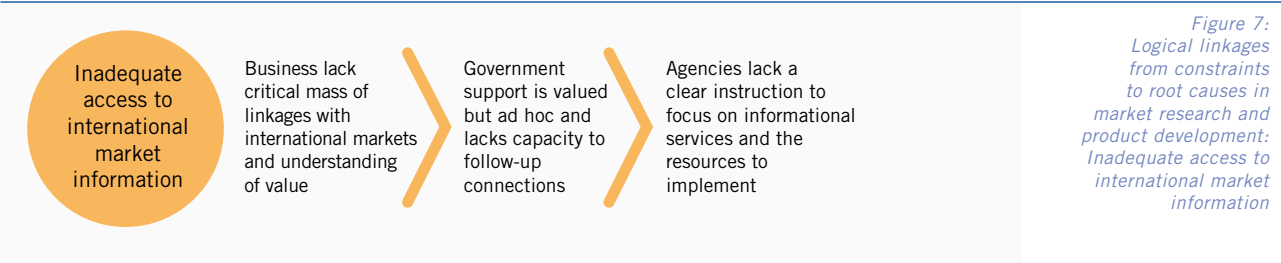 Inadequate
access to
international
market
information
Business lack
critical mass of
linkages with
international markets
and understanding
of value
Government
support is valued
but ad hoc and
lacks capacity to
follow-up
connections
Agencies lack a
clear instruction to
focus on informational
services and the
resources to
implement
Figure 7:
Logical linkages
from constraints
to root causes in
market research and
product development:
Inadequate access to
international market
information